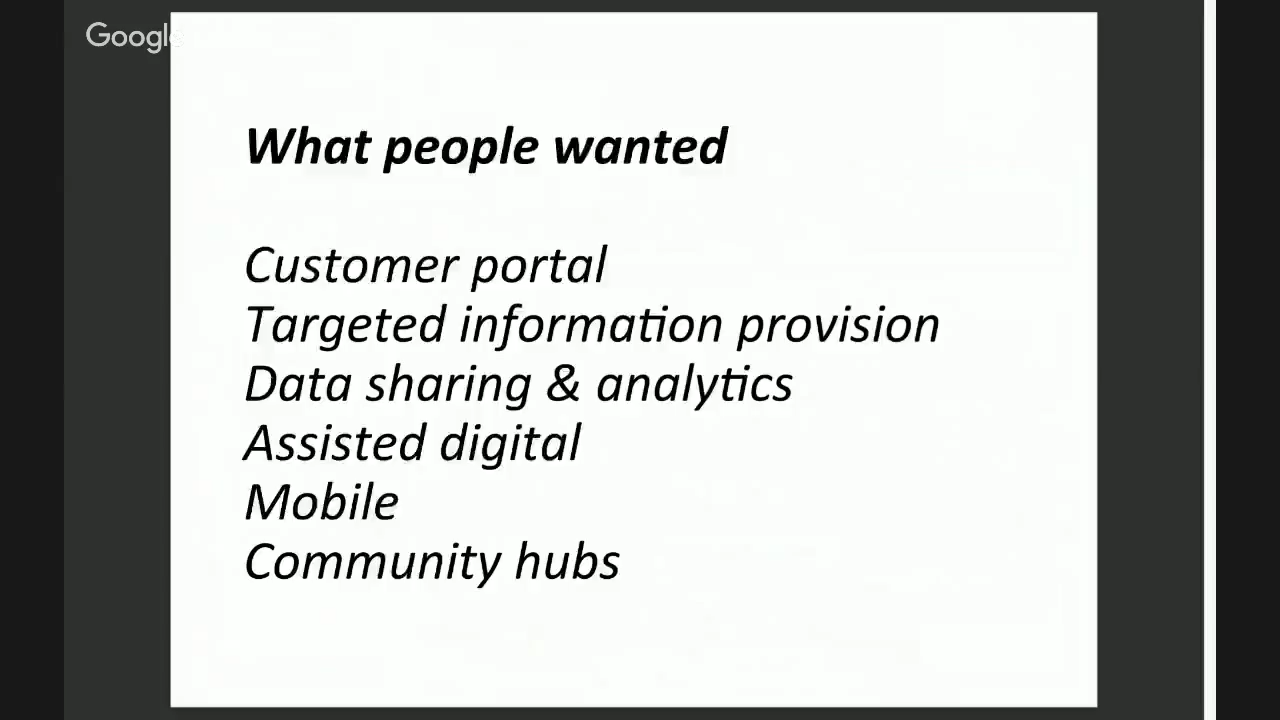 Google
What people wanted
Customer portal
Targeted information provision
Data sharing & analytics
Assisted digital
Mobile
Community hubs